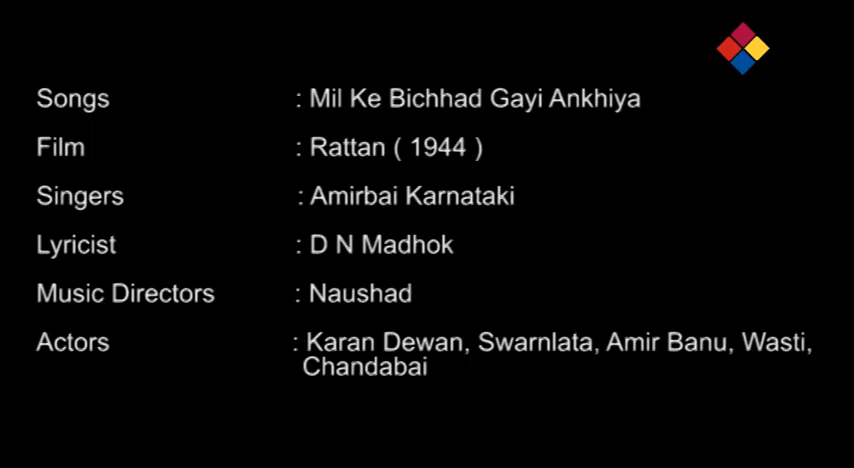 Songs : Mil Ke Bichhad Gayi Ankhiya
Film : Rattan ( 1944 )
Singers : Amirbai Karnataki
Lyricist : D N Madhok
Music Directors : Naushad
Actors : Karan Dewan, Swarnlata, Amir Banu, Wasti,
Chandabai